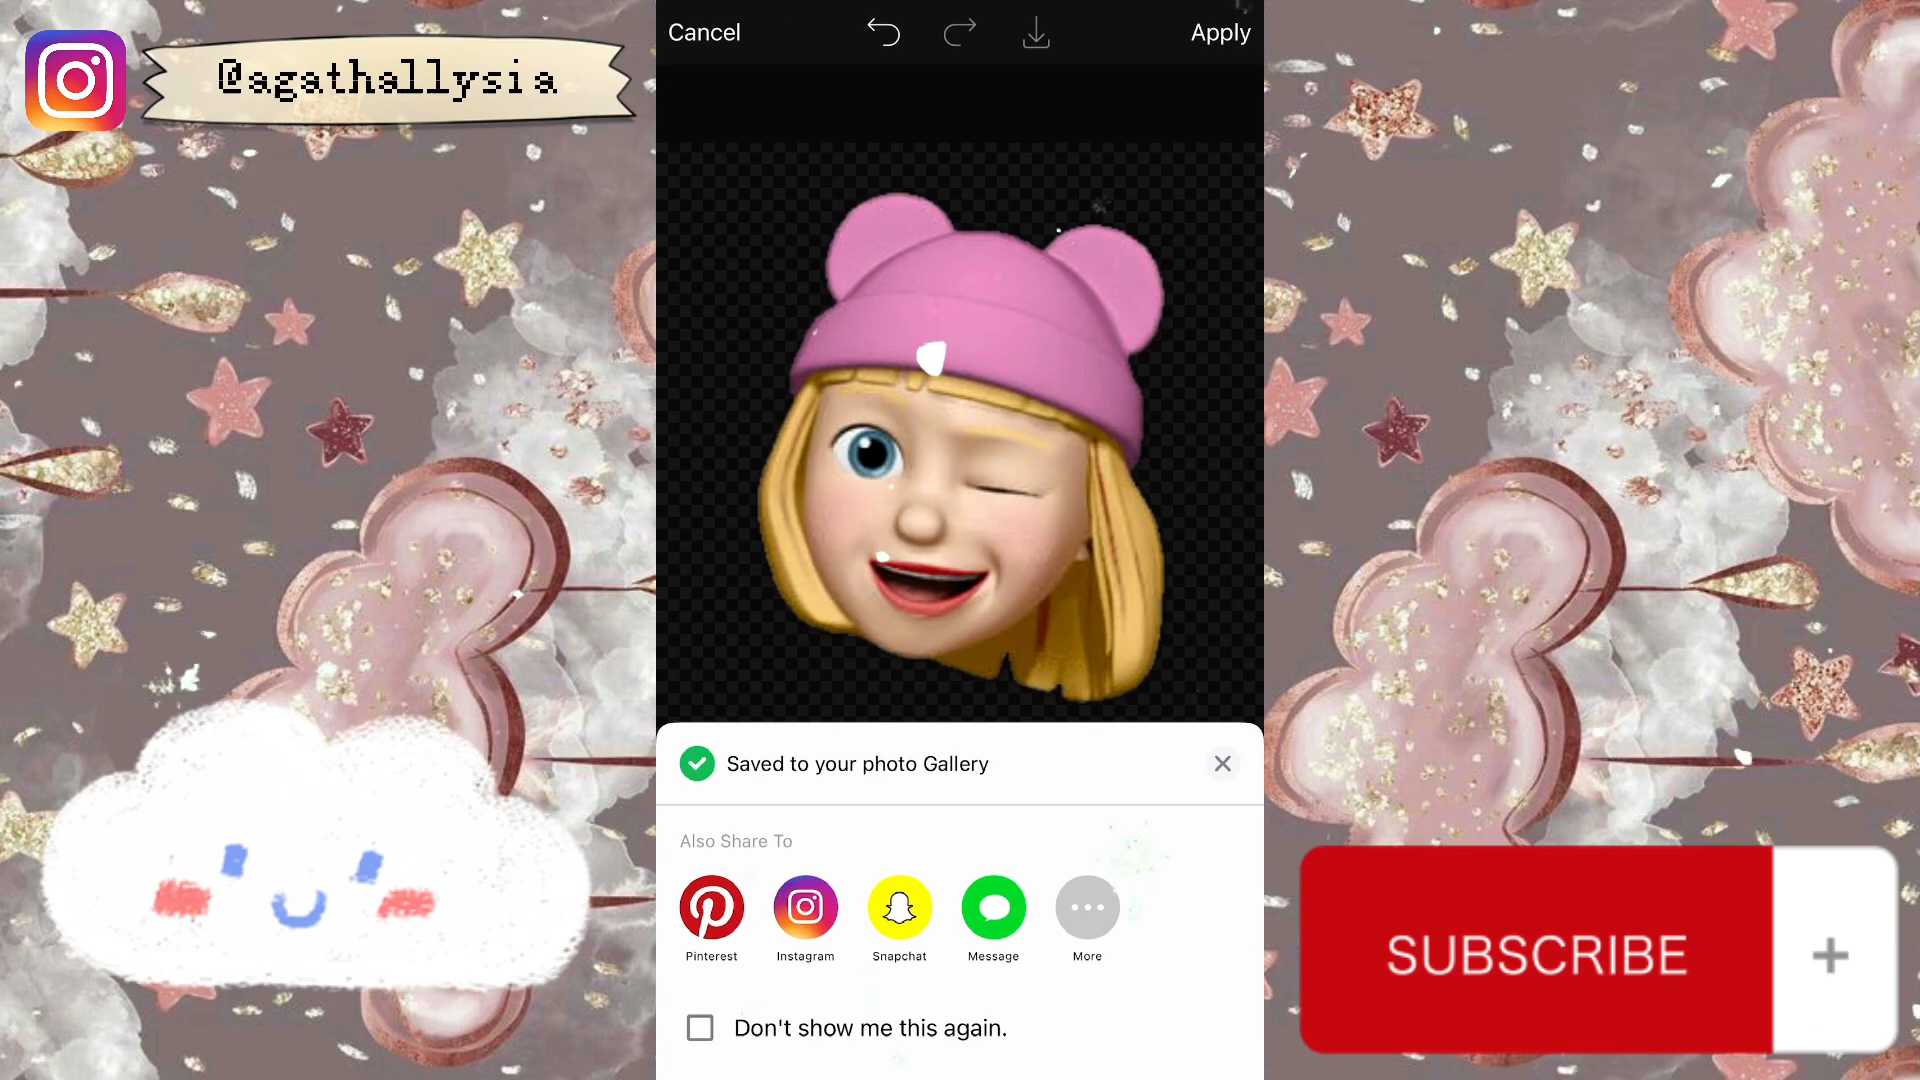 @agathallysia
Cancel
Apply
Saved to your photo Gallery
Also Share To
Pinterest
Instagram
Snapchat
Message
More
Don't show me this again.
SUBSCRIBE